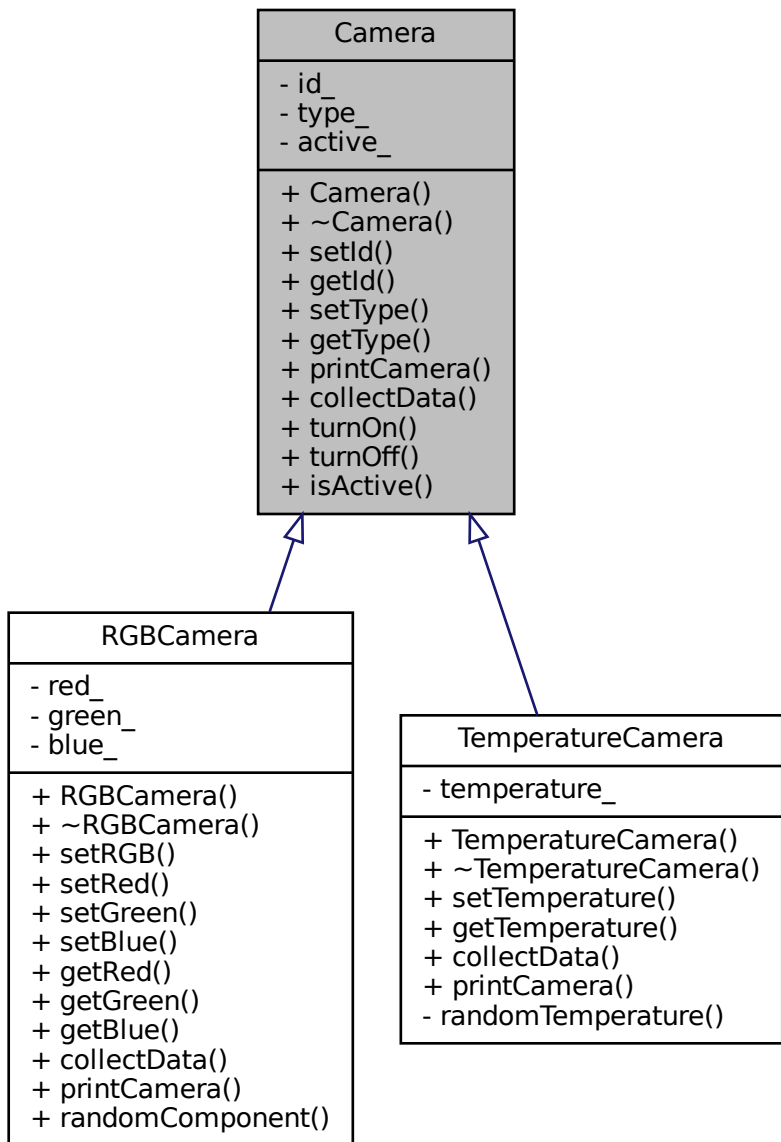 Camera
- id_
- type_
- active_
+ Camera()
+ ~Camera()
+ setId()
+ getId()
+ setType()
+ getType()
+ printCamera()
+ collectData()
+ turnOn()
+ turnOff()
+ isActive()
RGBCamera
- red_
- green_
- blue_
+ RGBCamera()
+ ~RGBCamera()
+ setRGB()
+ setRed()
+ setGreen()
+ setBlue()
+ getRed()
+ getGreen()
+ getBlue()
+ collectData()
+ printCamera()
+ randomComponent()
TemperatureCamera
- temperature_
+ TemperatureCamera()
+ ~TemperatureCamera()
+ setTemperature()
+ getTemperature()
+ collectData()
+ printCamera()
- randomTemperature()